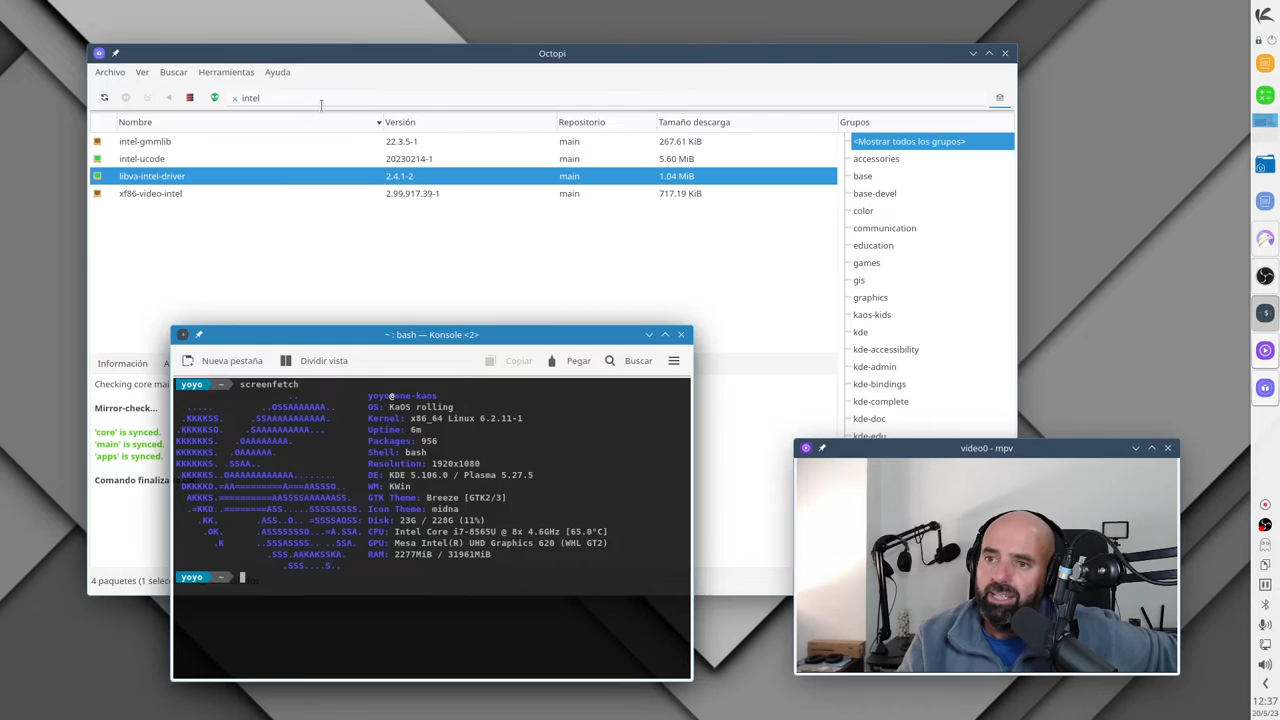 Octopi
Archivo Ver Buscar Herramientas Ayuda
intel
Nombre Versión Repositorio Tamaño descarga Grupos
intel-gmmlib 22.3.5-1 main 267.61 KiB <Mostrar todos los grupos>
intel-ucode 20230214-1 main 5.60 MiB accessories
libva-intel-driver 2.4.1-2 main 1.04 MiB base
xf86-video-intel 2.99.917.39-1 main 717.19 KiB base-devel
color
communication
education
games
gis
graphics
kaos-kids
kde
kde-accessibility
kde-admin
kde-bindings
kde-complete
kde-doc
kde-edu
Información
Checking core mai
Mirror-check...
'core' is synced.
'main' is synced.
'apps' is synced.
Comando finaliza
4 paquetes (1 selec
~ : bash — Konsole <2>
Nueva pestaña Dividir vista Copiar Pegar Buscar
yoyo ~ screenfetch
yoyo@one-kaos
OS: KaOS rolling
Kernel: x86_64 Linux 6.2.11-1
Uptime: 6m
Packages: 956
Shell: bash
Resolution: 1920x1080
DE: KDE 5.106.0 / Plasma 5.27.5
WM: KWin
GTK Theme: Breeze [GTK2/3]
Icon Theme: midna
Disk: 23G / 228G (11%)
CPU: Intel Core i7-8565U @ 8x 4.6GHz [65.0°C]
GPU: Mesa Intel(R) UHD Graphics 620 (WHL GT2)
RAM: 2277MiB / 31961MiB
yoyo ~
video0 - mpv
12:37
20/5/23